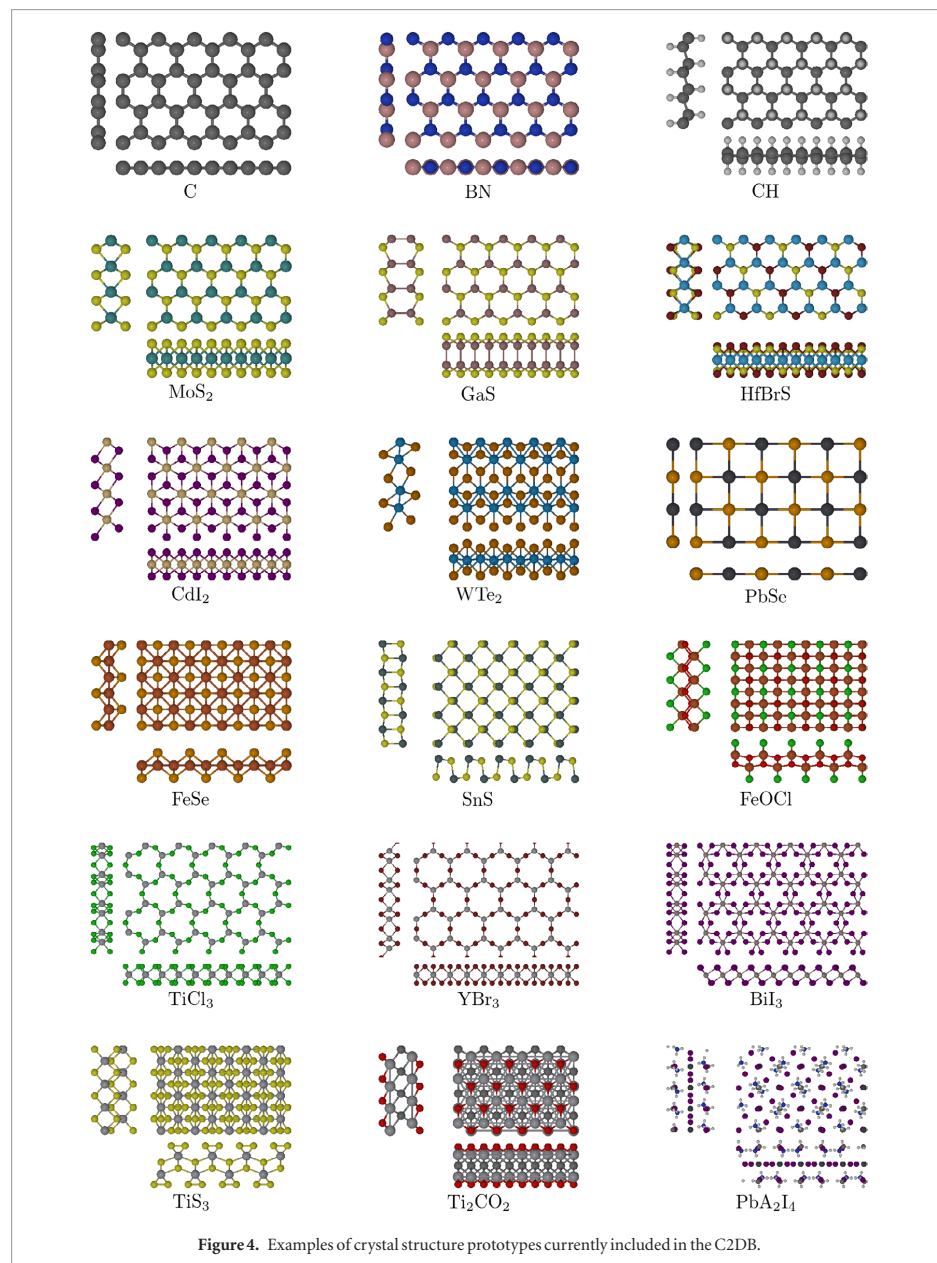 C
BN
CH
MoS₂
GaS
HfBrS
CdI₂
WTe₂
PbSe
FeSe
SnS
FeOCl
TiCl₃
YBr₃
BiI₃
TiS₃
Ti₂CO₂
PbA₂I₄
Figure 4. Examples of crystal structure prototypes currently included in the C2DB.